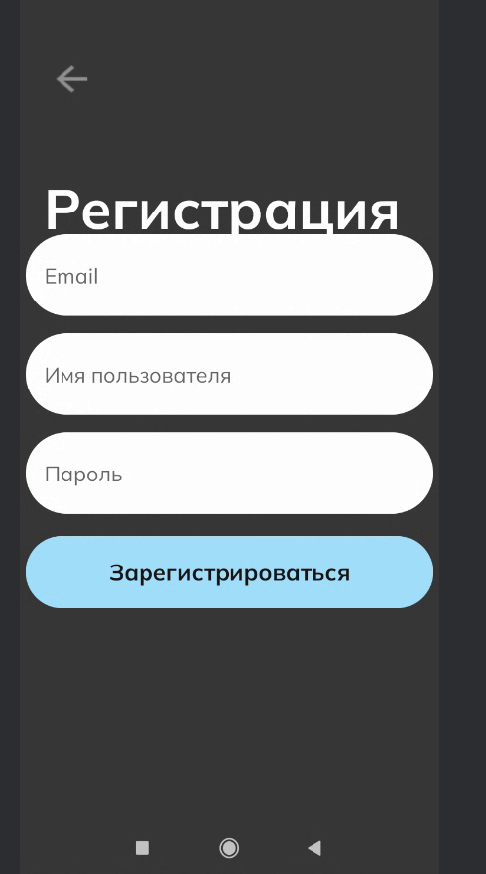 Регистрация
Email
Имя пользователя
Пароль
Зарегистрироваться